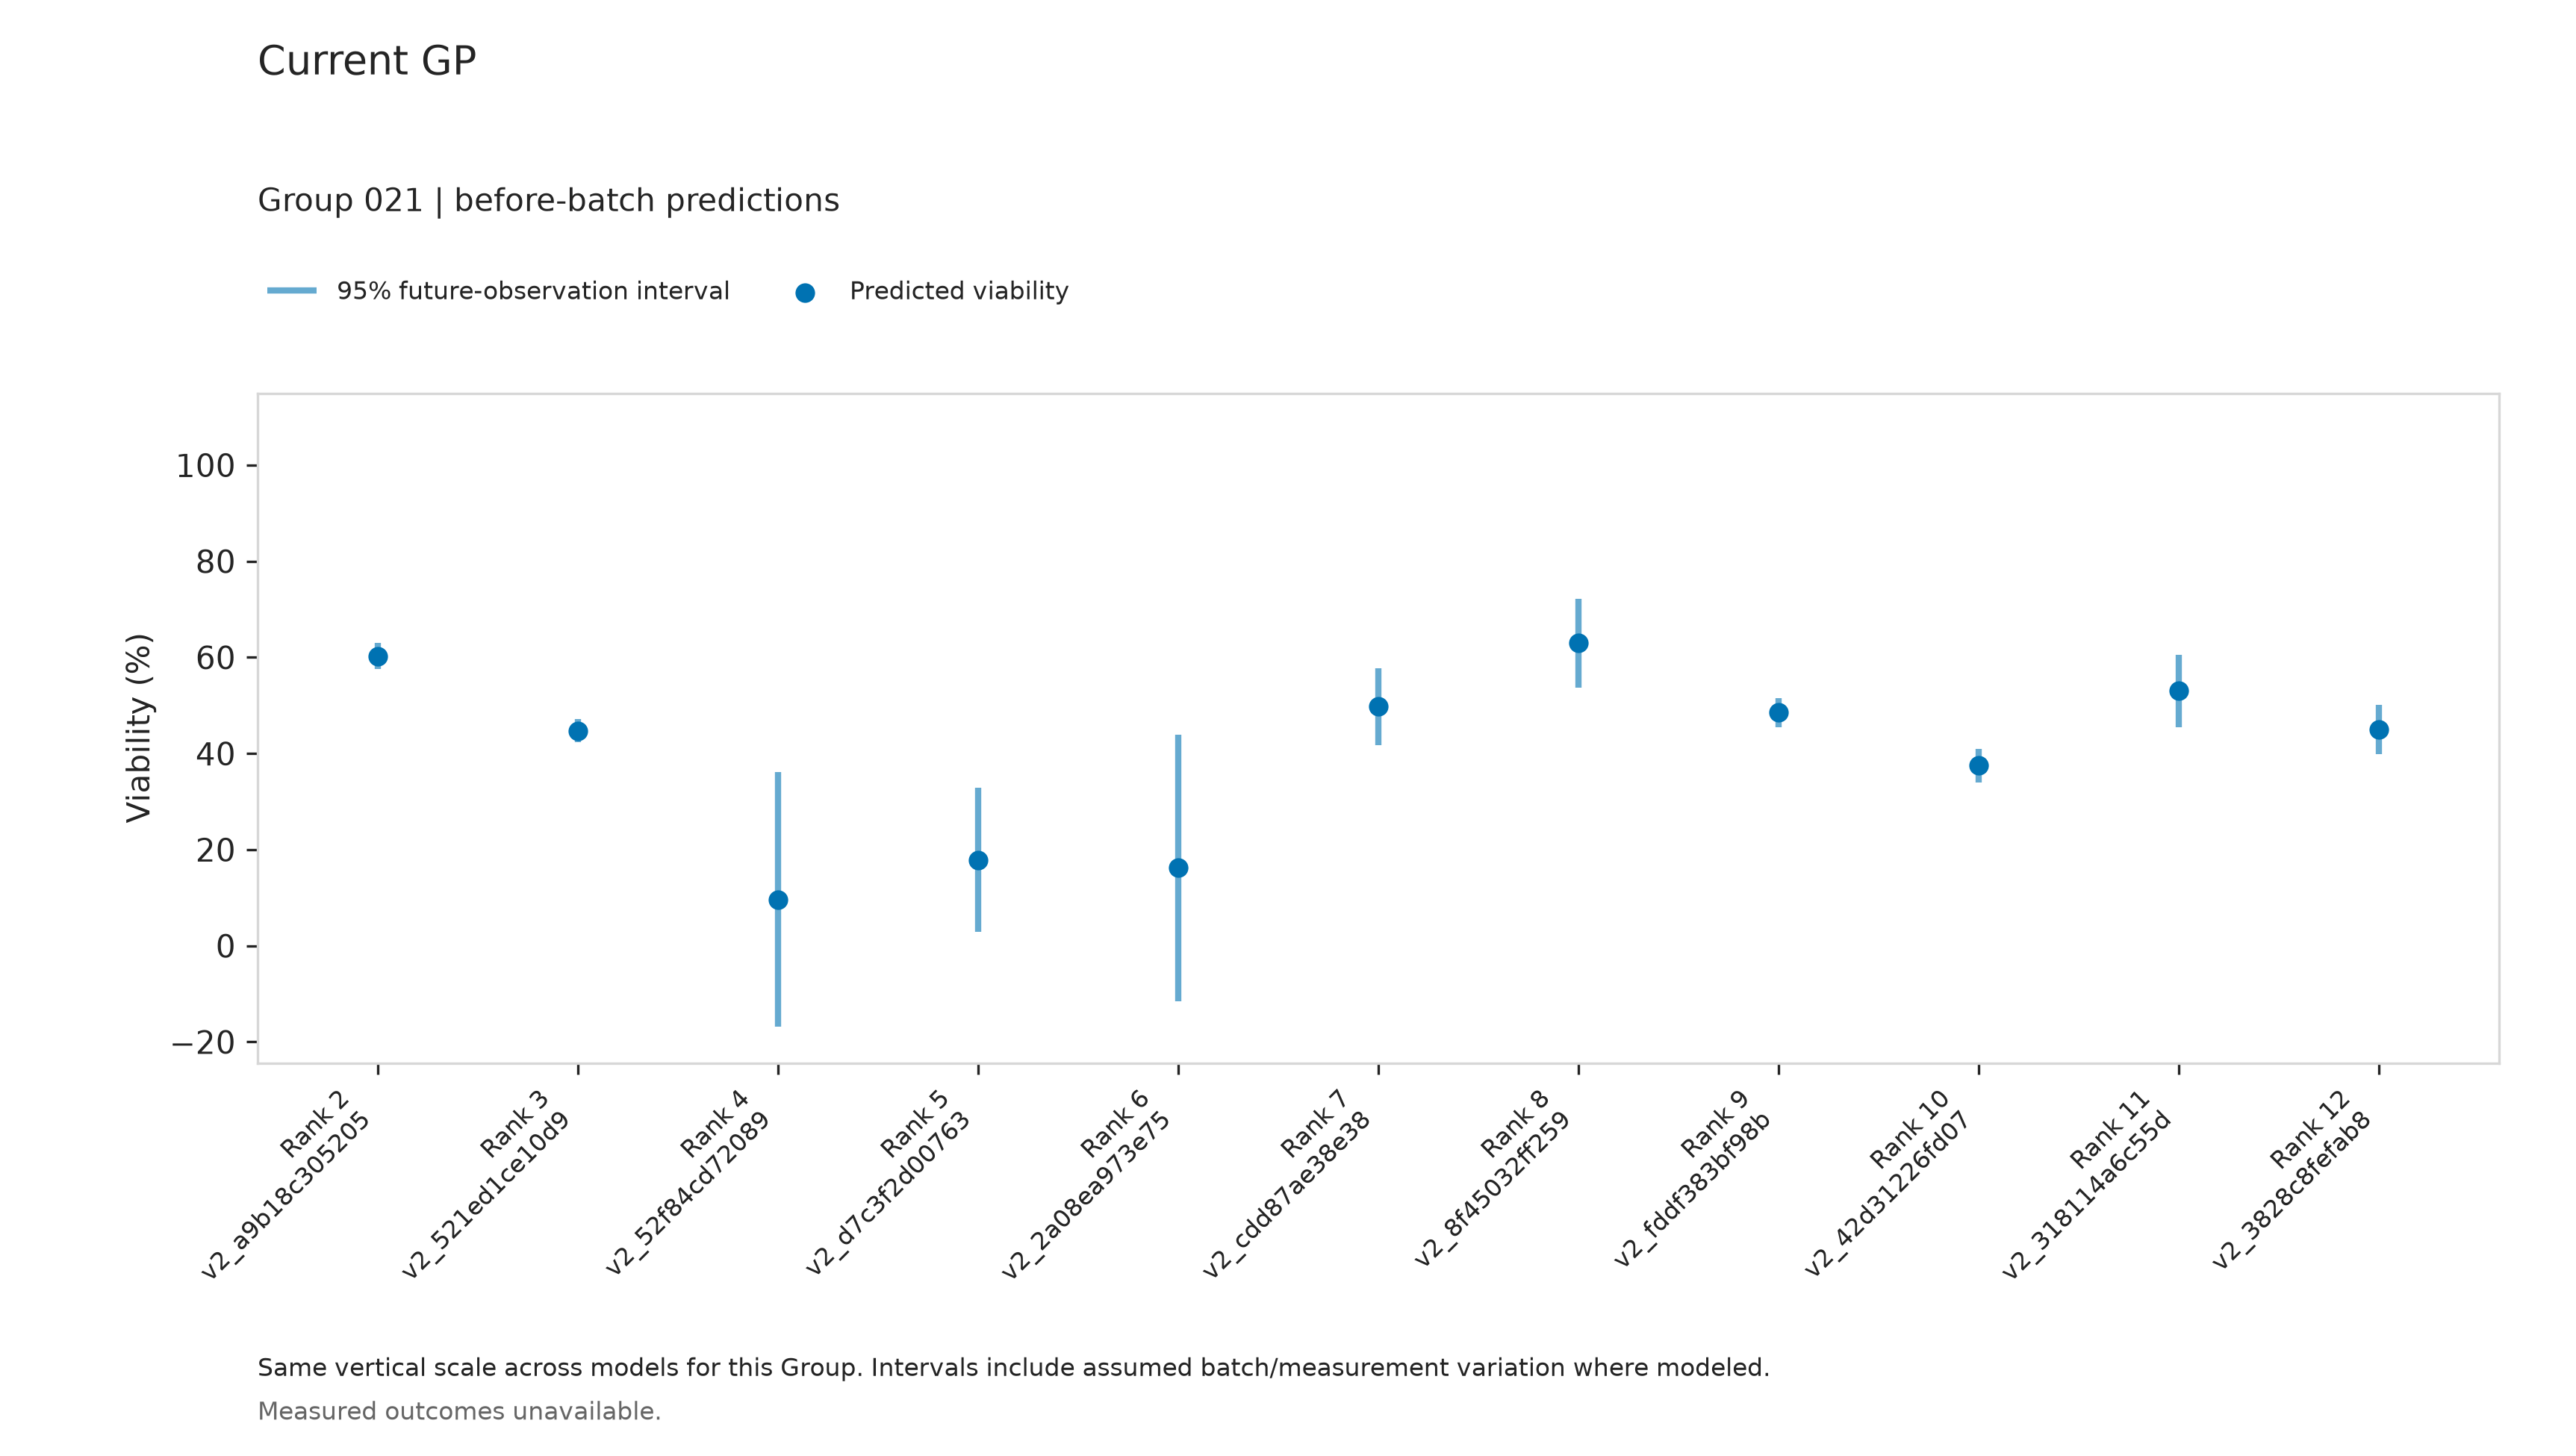 Current GP
Group 021 | before-batch predictions
95% future-observation interval
Predicted viability
Viability (%)
100
80
60
40
20
0
−20
Rank 2
v2_a9b18c305205
Rank 3
v2_521ed1ce10d9
Rank 4
v2_52f84cd72089
Rank 5
v2_d7c3f2d00763
Rank 6
v2_2a08ea973e75
Rank 7
v2_cdd87ae38e38
Rank 8
v2_8f45032ff259
Rank 9
v2_fddf383bf98b
Rank 10
v2_42d31226fd07
Rank 11
v2_318114a6c55d
Rank 12
v2_3828c8fefab8
Same vertical scale across models for this Group. Intervals include assumed batch/measurement variation where modeled.
Measured outcomes unavailable.